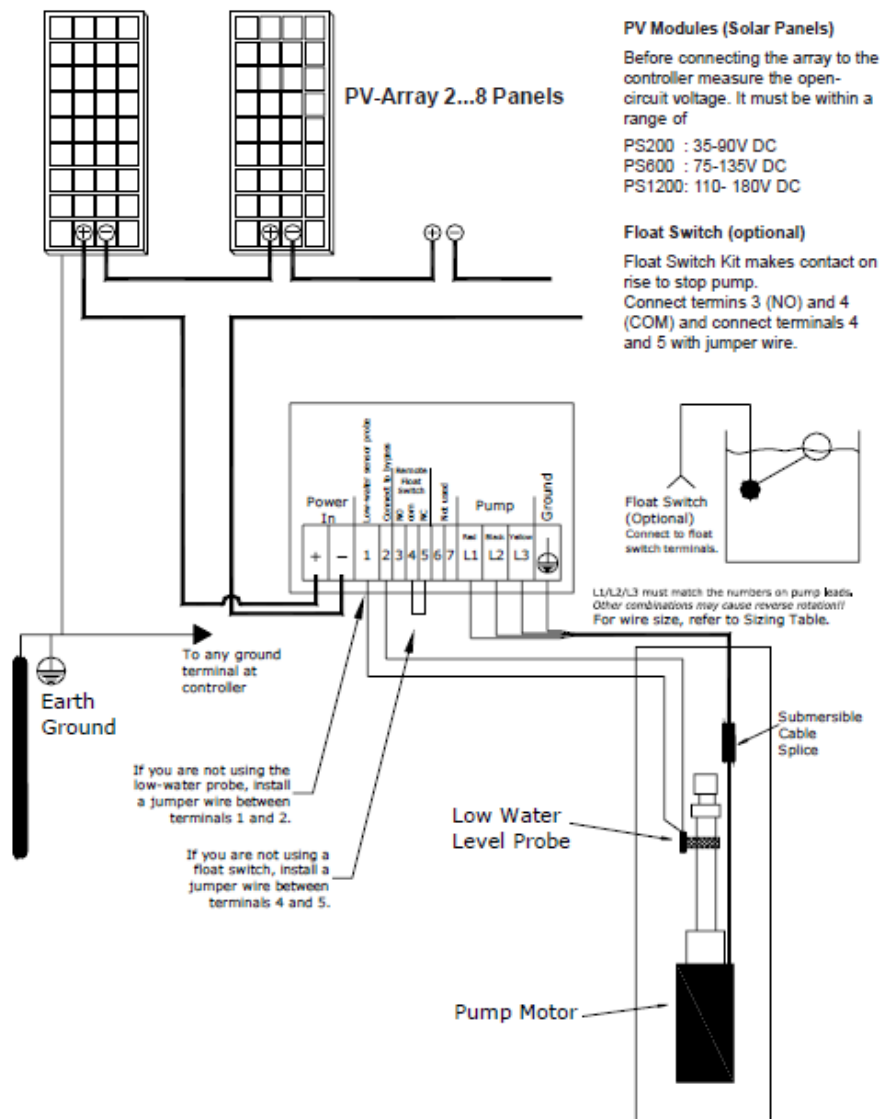 PV Modules (Solar Panels)
Before connecting the array to the
controller measure the open-
circuit voltage. It must be within a
range of
PS200 : 35-90V DC
PS600 : 75-135V DC
PS1200: 110- 180V DC
PV-Array 2...8 Panels
Float Switch (optional)
Float Switch Kit makes contact on
rise to stop pump.
Connect termins 3 (NO) and 4
(COM) and connect terminals 4
and 5 with jumper wire.
+ -
+ -
+ -
Power
In
Low-water sensor probe
Connect to bypass
Remote
Float
Switch
NO
com
NC
Not used
Pump
Ground
Red
Black
Yellow
+ - 1 2 3 4 5 6 7 L1 L2 L3
Float Switch
(Optional)
Connect to float
switch terminals.
L1/L2/L3 must match the numbers on pump leads.
Other combinations may cause reverse rotation!!
For wire size, refer to Sizing Table.
To any ground
terminal at
controller
Earth
Ground
Submersible
Cable
Splice
If you are not using the
low-water probe, install
a jumper wire between
terminals 1 and 2.
Low Water
Level Probe
If you are not using a
float switch, install a
jumper wire between
terminals 4 and 5.
Pump Motor